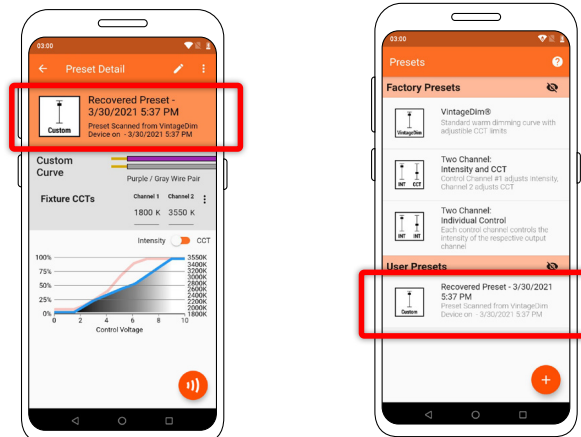 03:00
Preset Detail
Custom
Recovered Preset -
3/30/2021 5:37 PM
Preset Scanned from VintageDim
Device on - 3/30/2021 5:37 PM
Custom
Curve
Purple / Gray Wire Pair
Fixture CCTs
Channel 1 Channel 2
1800 K 3550 K
Intensity CCT
100%
75%
50%
25%
0%
3550K
3400K
3200K
3000K
2800K
2600K
2400K
2200K
2000K
1800K
0 2 4 6 8 10
Control Voltage
03:00
Presets
Factory Presets
VintageDim
VintageDim®
Standard warm dimming curve with
adjustible CCT limits
INT CCT
Two Channel:
Intensity and CCT
Control Channel #1 adjusts Intensity,
Channel 2 adjusts CCT
INT INT
Two Channel:
Individual Control
Each control channel controls the
intensity of the respective output
channel
User Presets
Custom
Recovered Preset - 3/30/2021
5:37 PM
Preset Scanned from VintageDim
Device on - 3/30/2021 5:37 PM